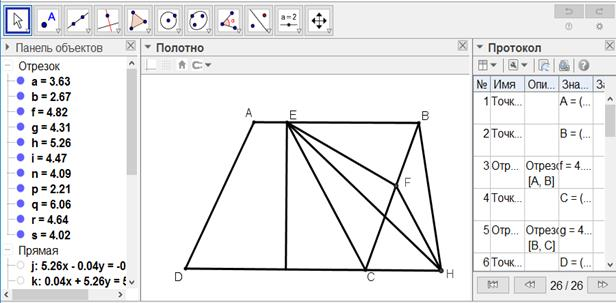 a=2
Панель объектов
Отрезок
a = 3.63
b = 2.67
f = 4.82
g = 4.31
h = 5.26
i = 4.47
n = 4.09
p = 2.21
q = 6.06
r = 4.64
s = 4.02
Прямая
j: 5.26x - 0.04y = -0
k: 0.04x + 5.26y = 5
Полотно
A
E
B
F
D
C
H
Протокол
№ Имя Опи... Зна... За
1 Точк... A = (...
2 Точк... B = (...
3 Отр... Отрезок f = 4....
[A, B]
4 Точк... C = (...
5 Отр... Отрезок g = 4....
[B, C]
6 Точк... D = (...
26 / 26